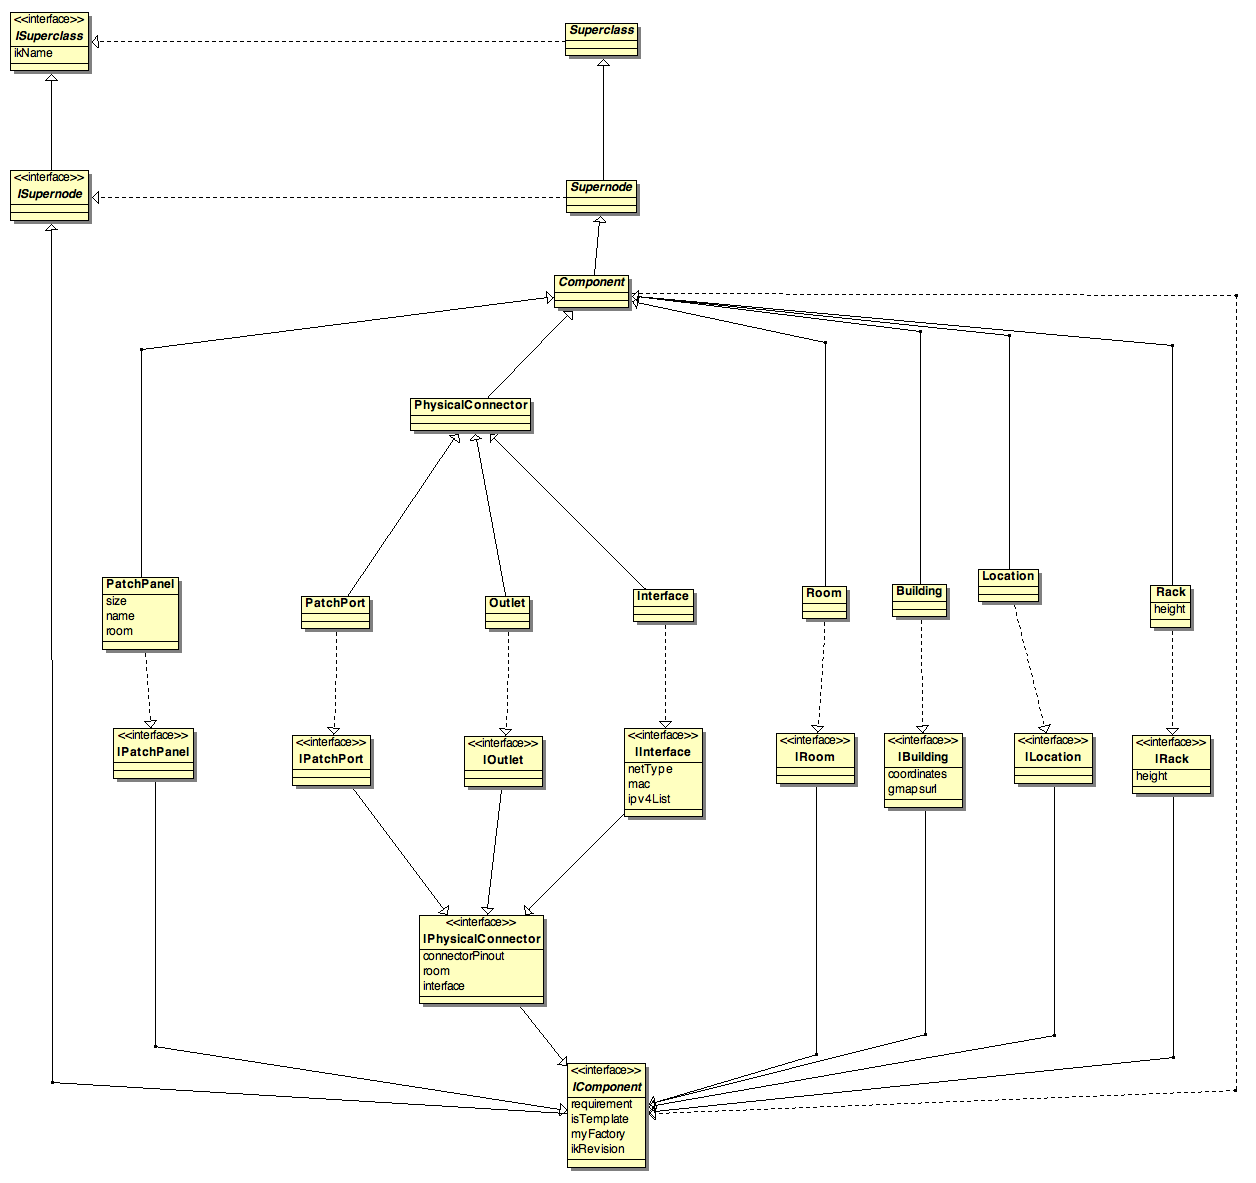 <<interface>>
ISuperclass
ikName
Superclass
<<interface>>
ISupernode
Supernode
Component
PhysicalConnector
PatchPanel
size
name
room
PatchPort
Outlet
Interface
Room
Building
Location
Rack
height
<<interface>>
IPatchPanel
<<interface>>
IPatchPort
<<interface>>
IOutlet
<<interface>>
IInterface
netType
mac
ipv4List
<<interface>>
IRoom
<<interface>>
IBuilding
coordinates
gmapsurl
<<interface>>
ILocation
<<interface>>
IRack
height
<<interface>>
IPhysicalConnector
connectorPinout
room
interface
<<interface>>
IComponent
requirement
isTemplate
myFactory
ikRevision